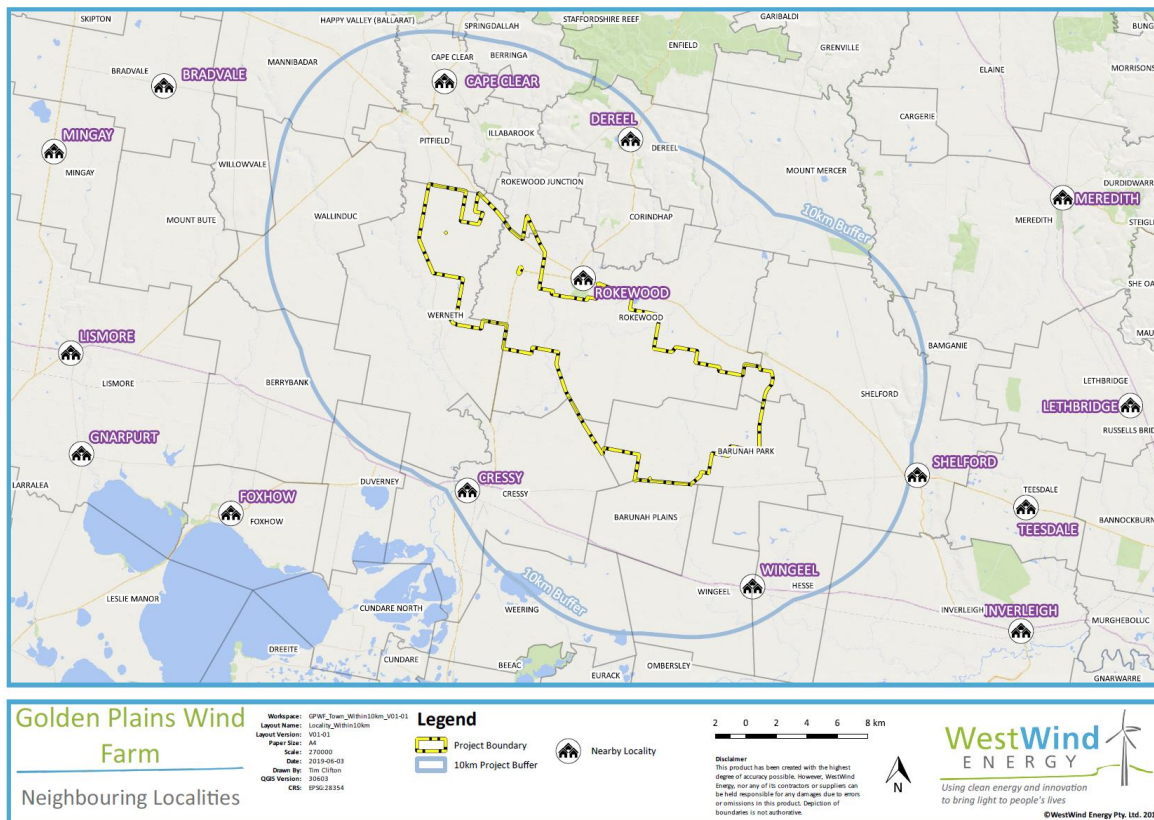 SKIPTON
HAPPY VALLEY (BALLARAT)
SPRINGDALLAH
STAFFORDSHIRE REEF
GARIBALDI
ENFIELD
GRENVILLE
BUNG
BRADVALE
BRADVALE
MANNIBADAR
CAPE CLEAR
BERRINGA
CAPE CLEAR
ELAINE
MORRISONS
MINGAY
MINGAY
DEREEL
DEREEL
ILLABAROOK
PITFIELD
CARGERIE
WILLOWVALE
MOUNT MERCER
ROKEWOOD JUNCTION
DURDIDWARR
MEREDITH
MEREDITH
STEIGL
MOUNT BUTE
WALLINDUC
CORINDHAP
10km Buffer
SHE OA
ROKEWOOD
ROKEWOOD
WERNETH
LISMORE
LISMORE
BAMGANIE
MAU
BERRYBANK
SHELFORD
LETHBRIDGE
LETHBRIDGE
RUSSELLS BRID
GNARPURT
BARUNAH PARK
SHELFORD
LARRALEA
DUVERNEY
CRESSY
CRESSY
FOXHOW
FOXHOW
TEESDALE
TEESDALE
BARUNAH PLAINS
BANNOCKBURN
WINGEEL
WINGEEL
HESSE
10km Buffer
LESLIE MANOR
CUNDARE NORTH
WEERING
INVERLEIGH
INVERLEIGH
MURGHEBOLUC
DREEITE
CUNDARE
BEEAC
EURACK
OMBERSLEY
GNARWARRE
Golden Plains Wind
Farm
Neighbouring Localities
Workspace: GPWF_Town_Within10km_V01-01
Layout Name: Locality_Within10km
Layout Version: V01-01
Paper Size: A4
Scale: 270000
Date: 2019-06-03
Drawn By: Tim Clifton
QGIS Version: 30603
CRS: EPSG:28354
Legend
Project Boundary
10km Project Buffer
Nearby Locality
2 0 2 4 6 8 km
Disclaimer
This product has been created with the highest
degree of accuracy possible. However, WestWind
Energy, nor any of its contractors or suppliers can
be held responsible for any damages due to errors
or omissions in this product. Depiction of
boundaries is not authorative.
N
WestWind
ENERGY
Using clean energy and innovation
to bring light to people's lives
©WestWind Energy Pty. Ltd. 201